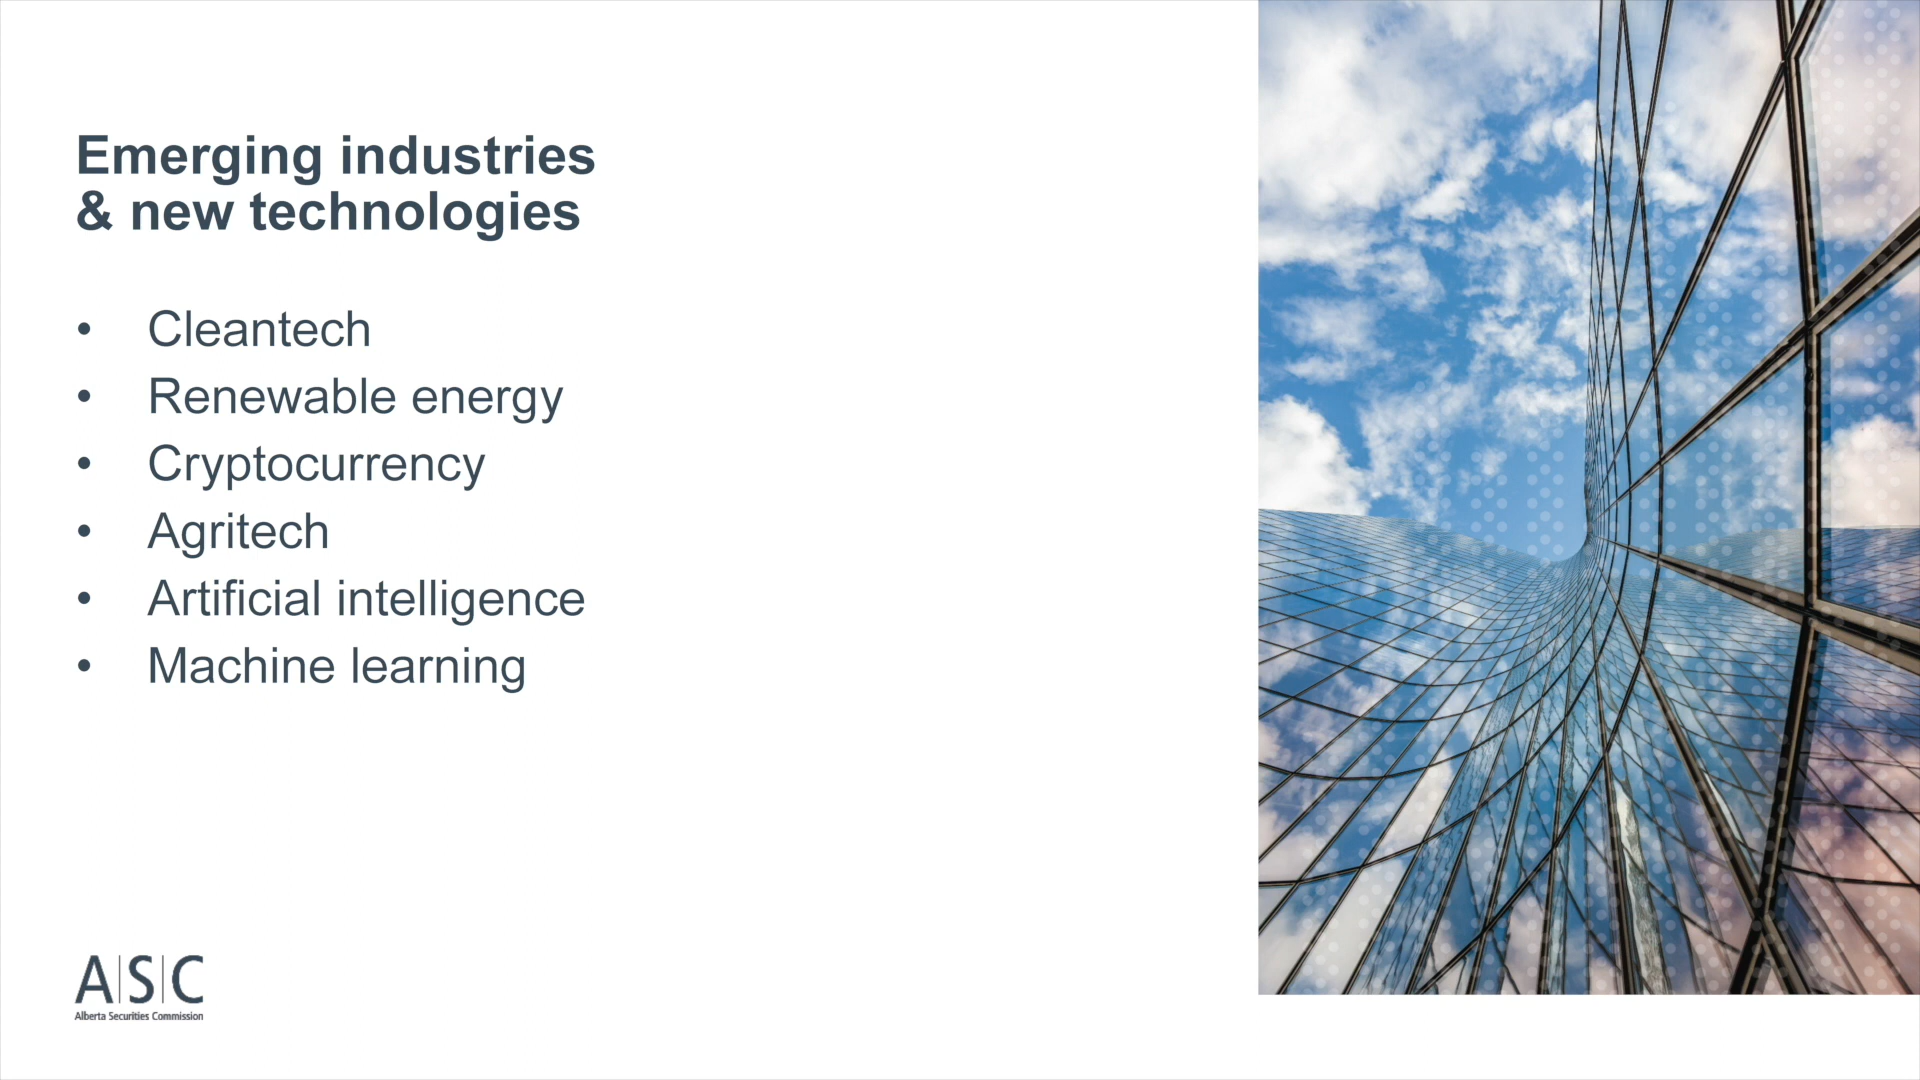 Emerging industries
& new technologies
• Cleantech
• Renewable energy
• Cryptocurrency
• Agritech
• Artificial intelligence
• Machine learning
A|S|C
Alberta Securities Commission